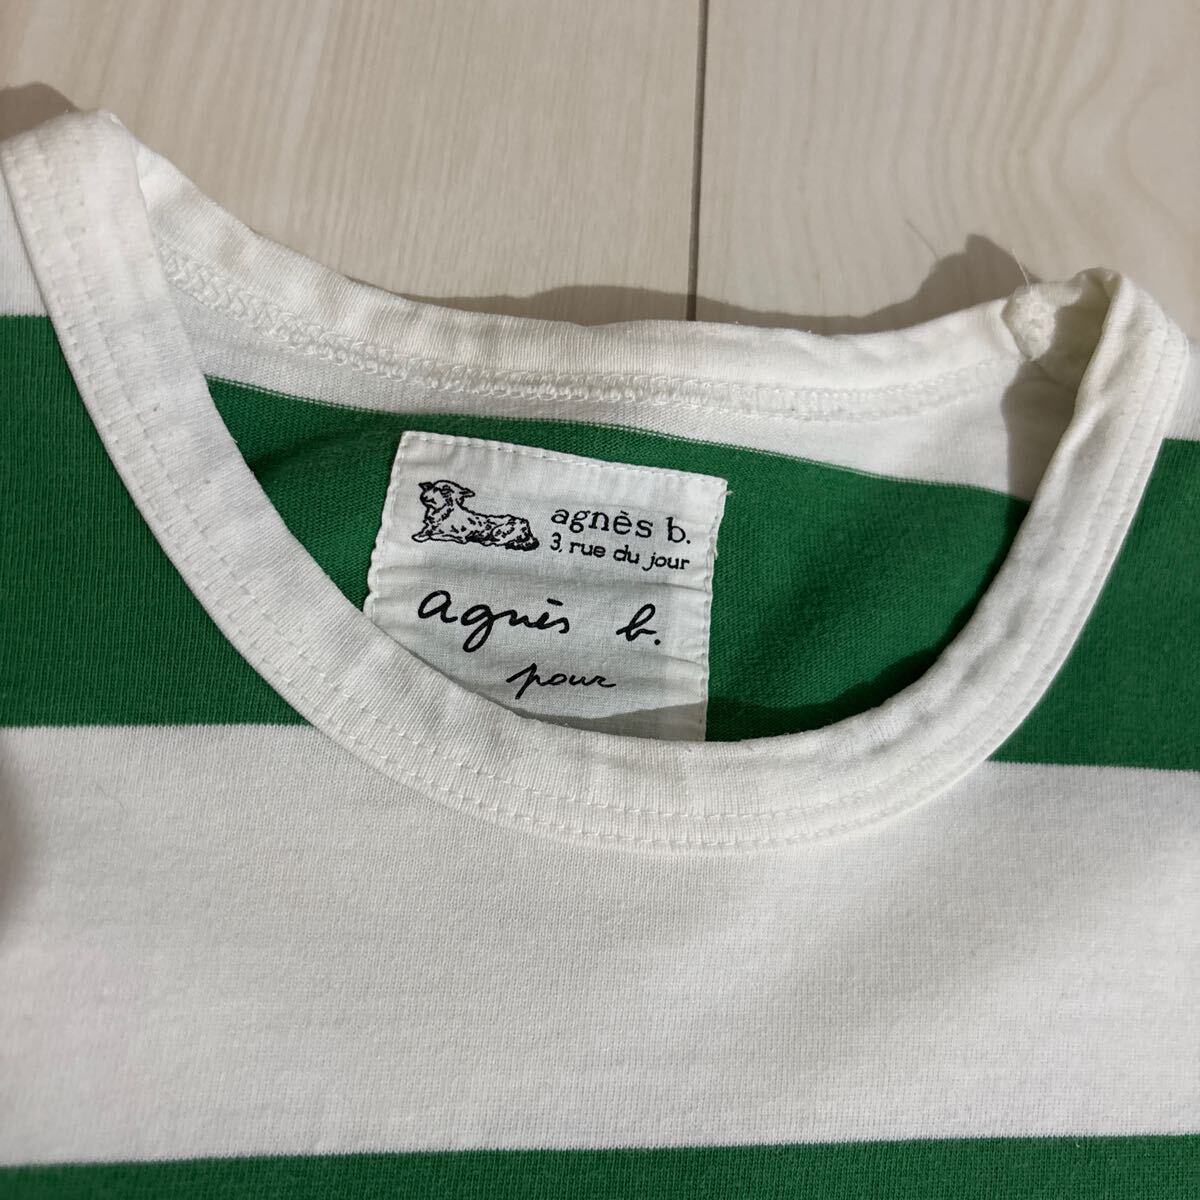 agnès b.
3, rue du jour
agnès b.
pour